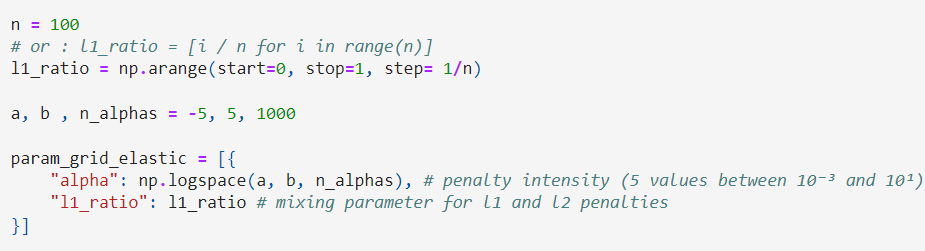 n = 100
# or : l1_ratio = [i / n for i in range(n)]
l1_ratio = np.arange(start=0, stop=1, step= 1/n)
a, b , n_alphas = -5, 5, 1000
param_grid_elastic = [{
    "alpha": np.logspace(a, b, n_alphas), # penalty intensity (5 values between 10⁻³ and 10¹)
    "l1_ratio": l1_ratio # mixing parameter for l1 and l2 penalties
}]